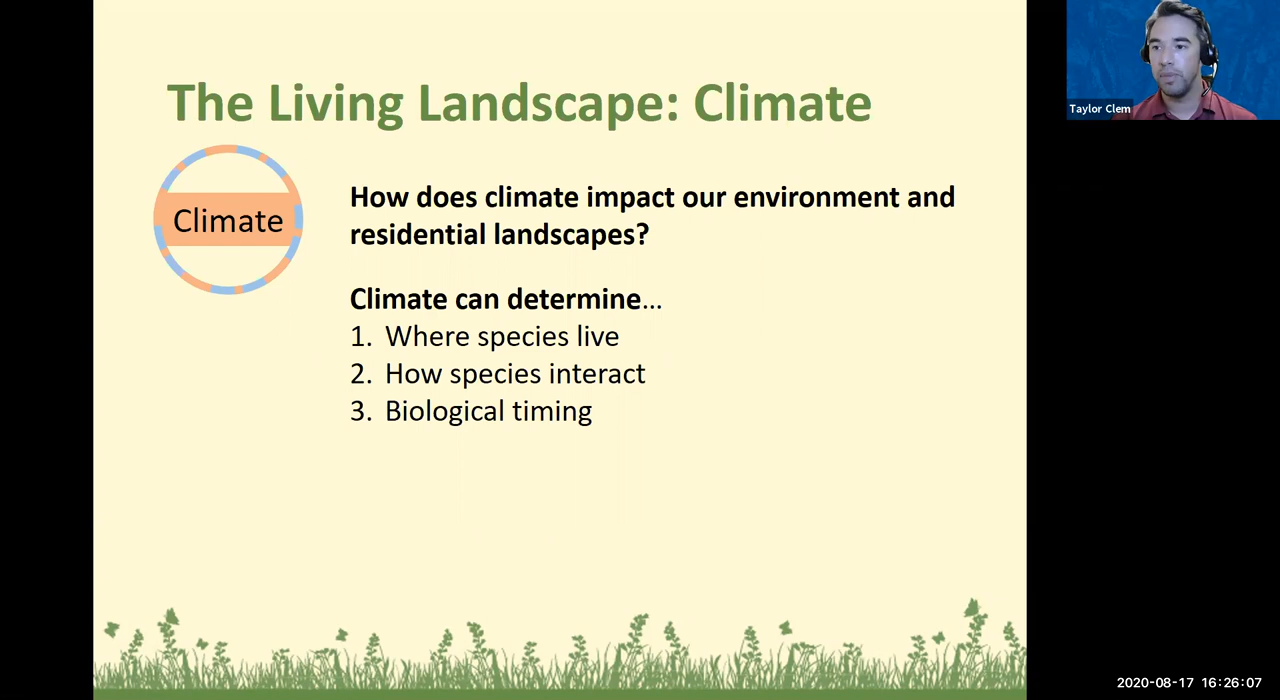 The Living Landscape: Climate
Climate
How does climate impact our environment and
residential landscapes?
Climate can determine...
1. Where species live
2. How species interact
3. Biological timing
Taylor Clem
2020-08-17 16:26:07